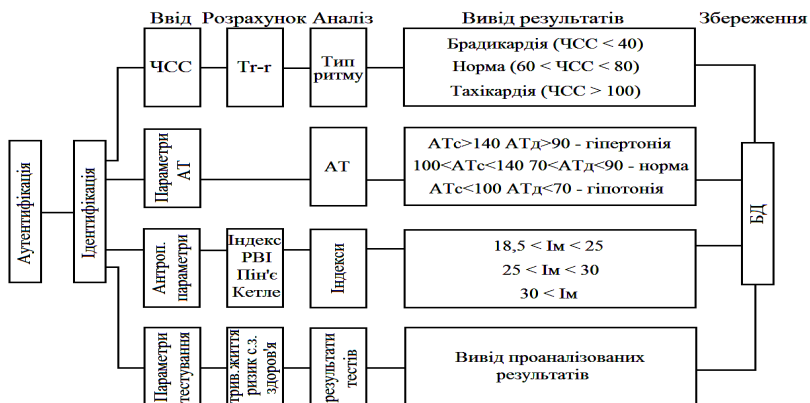 Ввід Розрахунок Аналіз Вивід результатів Збереження
Аутентифікація
Ідентифікація
ЧСС
Tr-r
Тип
ритму
Брадикардія (ЧСС < 40)
Норма (60 < ЧСС < 80)
Тахікардія (ЧСС > 100)
Параметри
АТ
АТ
АТс>140 АТд>90 - гіпертонія
100<АТс<140 70<АТд<90 - норма
АТс<100 АТд<70 - гіпотонія
Антроп.
параметри
Індекс
РВІ
Пін'є
Кетле
Індекси
18,5 < Ім < 25
25 < Ім < 30
30 < Ім
Параметри
тестування
трив.життя
ризик с.з.
здоров'я
результати
тестів
Вивід проаналізованих
результатів
БД